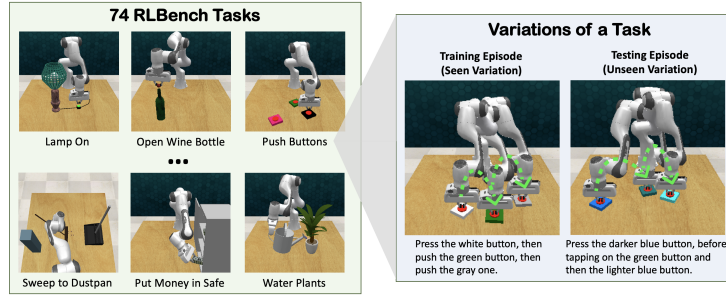 74 RLBench Tasks
Lamp On
Open Wine Bottle
Push Buttons
•••
Sweep to Dustpan
Put Money in Safe
Water Plants
Variations of a Task
Training Episode
(Seen Variation)
Testing Episode
(Unseen Variation)
Press the white button, then
push the green button, then
push the gray one.
Press the darker blue button, before
tapping on the green button and
then the lighter blue button.